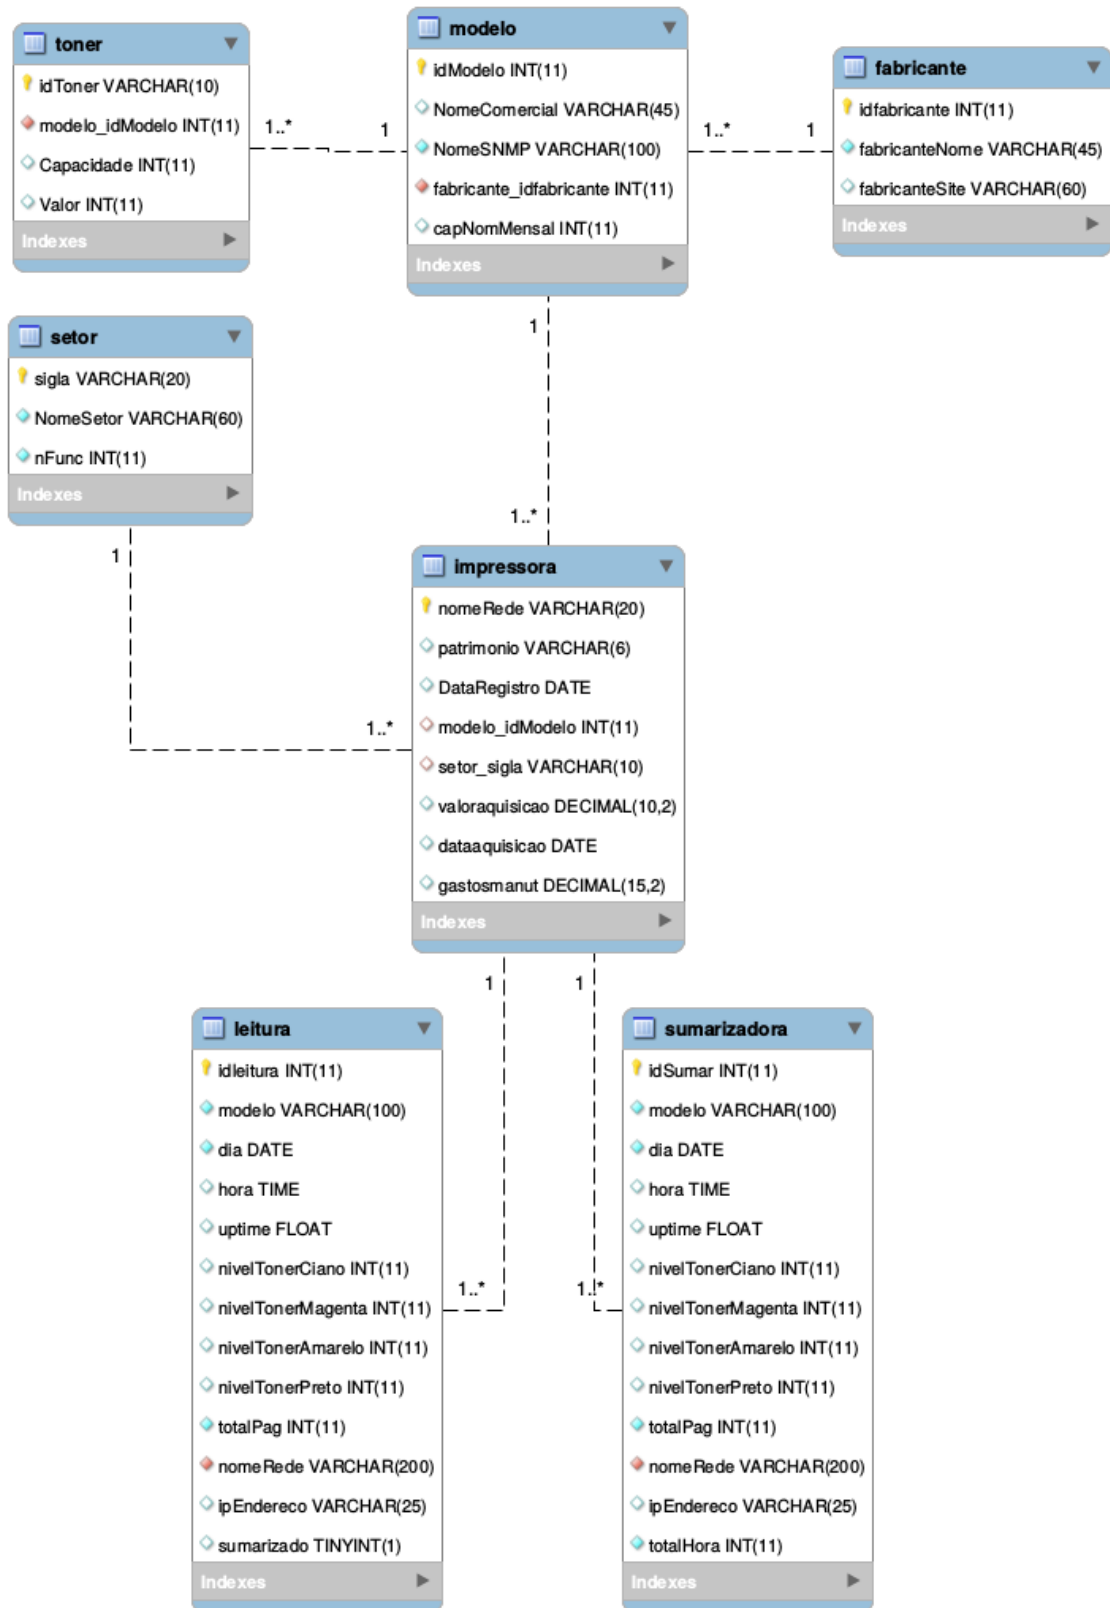 toner
idToner VARCHAR(10)
modelo_idModelo INT(11)
Capacidade INT(11)
Valor INT(11)
Indexes
1..*
1
modelo
idModelo INT(11)
NomeComercial VARCHAR(45)
NomeSNMP VARCHAR(100)
fabricante_idfabricante INT(11)
capNomMensal INT(11)
Indexes
1..*
1
fabricante
idfabricante INT(11)
fabricanteNome VARCHAR(45)
fabricanteSite VARCHAR(60)
Indexes
setor
sigla VARCHAR(20)
NomeSetor VARCHAR(60)
nFunc INT(11)
Indexes
1
1..*
1
1..*
impressora
nomeRede VARCHAR(20)
patrimonio VARCHAR(6)
DataRegistro DATE
modelo_idModelo INT(11)
setor_sigla VARCHAR(10)
valoraquisicao DECIMAL(10,2)
dataaquisicao DATE
gastosmanut DECIMAL(15,2)
Indexes
1
1
leitura
idleitura INT(11)
modelo VARCHAR(100)
dia DATE
hora TIME
uptime FLOAT
nivelTonerCiano INT(11)
nivelTonerMagenta INT(11)
nivelTonerAmarelo INT(11)
nivelTonerPreto INT(11)
totalPag INT(11)
nomeRede VARCHAR(200)
ipEndereco VARCHAR(25)
sumarizado TINYINT(1)
Indexes
1..*
1..*
sumarizadora
idSumar INT(11)
modelo VARCHAR(100)
dia DATE
hora TIME
uptime FLOAT
nivelTonerCiano INT(11)
nivelTonerMagenta INT(11)
nivelTonerAmarelo INT(11)
nivelTonerPreto INT(11)
totalPag INT(11)
nomeRede VARCHAR(200)
ipEndereco VARCHAR(25)
totalHora INT(11)
Indexes